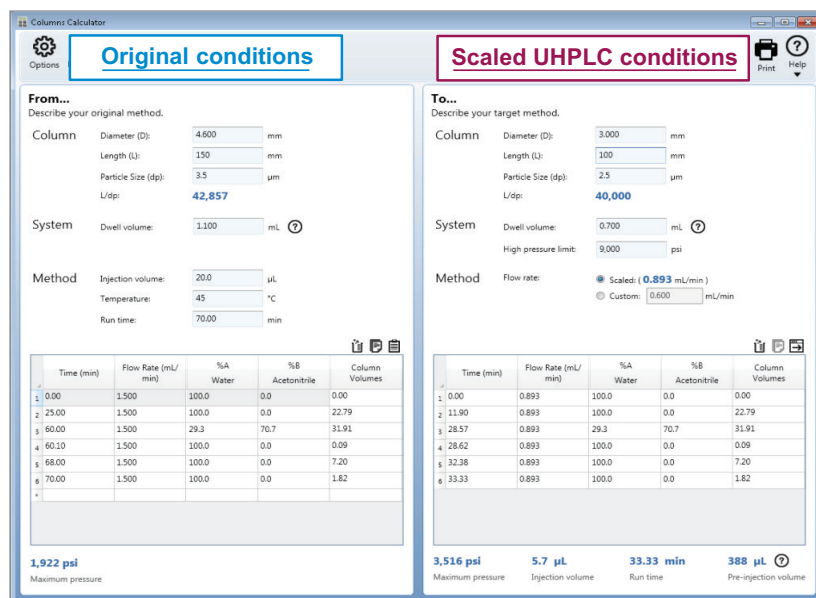 Columns Calculator
Options
Original conditions
Scaled UHPLC conditions
Print
Help
From...
Describe your original method.
Column
Diameter (D): 4.600 mm
Length (L): 150 mm
Particle Size (dp): 3.5 µm
L/dp: 42,857
System
Dwell volume: 1.100 mL ?
Method
Injection volume: 20.0 µL
Temperature: 45 °C
Run time: 70.00 min
Time (min) Flow Rate (mL/min) %A Water %B Acetonitrile Column Volumes
1 0.00 1.500 100.0 0.0 0.00
2 25.00 1.500 100.0 0.0 22.79
3 60.00 1.500 29.3 70.7 31.91
4 60.10 1.500 100.0 0.0 0.09
5 68.00 1.500 100.0 0.0 7.20
6 70.00 1.500 100.0 0.0 1.82
*
1,922 psi
Maximum pressure
To...
Describe your target method.
Column
Diameter (D): 3.000 mm
Length (L): 100 mm
Particle Size (dp): 2.5 µm
L/dp: 40,000
System
Dwell volume: 0.700 mL ?
High pressure limit: 9,000 psi
Method
Flow rate: Scaled: ( 0.893 mL/min )
Custom: 0.600 mL/min
Time (min) Flow Rate (mL/min) %A Water %B Acetonitrile Column Volumes
1 0.00 0.893 100.0 0.0 0.00
2 11.90 0.893 100.0 0.0 22.79
3 28.57 0.893 29.3 70.7 31.91
4 28.62 0.893 100.0 0.0 0.09
5 32.38 0.893 100.0 0.0 7.20
6 33.33 0.893 100.0 0.0 1.82
3,516 psi 5.7 µL 33.33 min 388 µL ?
Maximum pressure Injection volume Run time Pre-injection volume